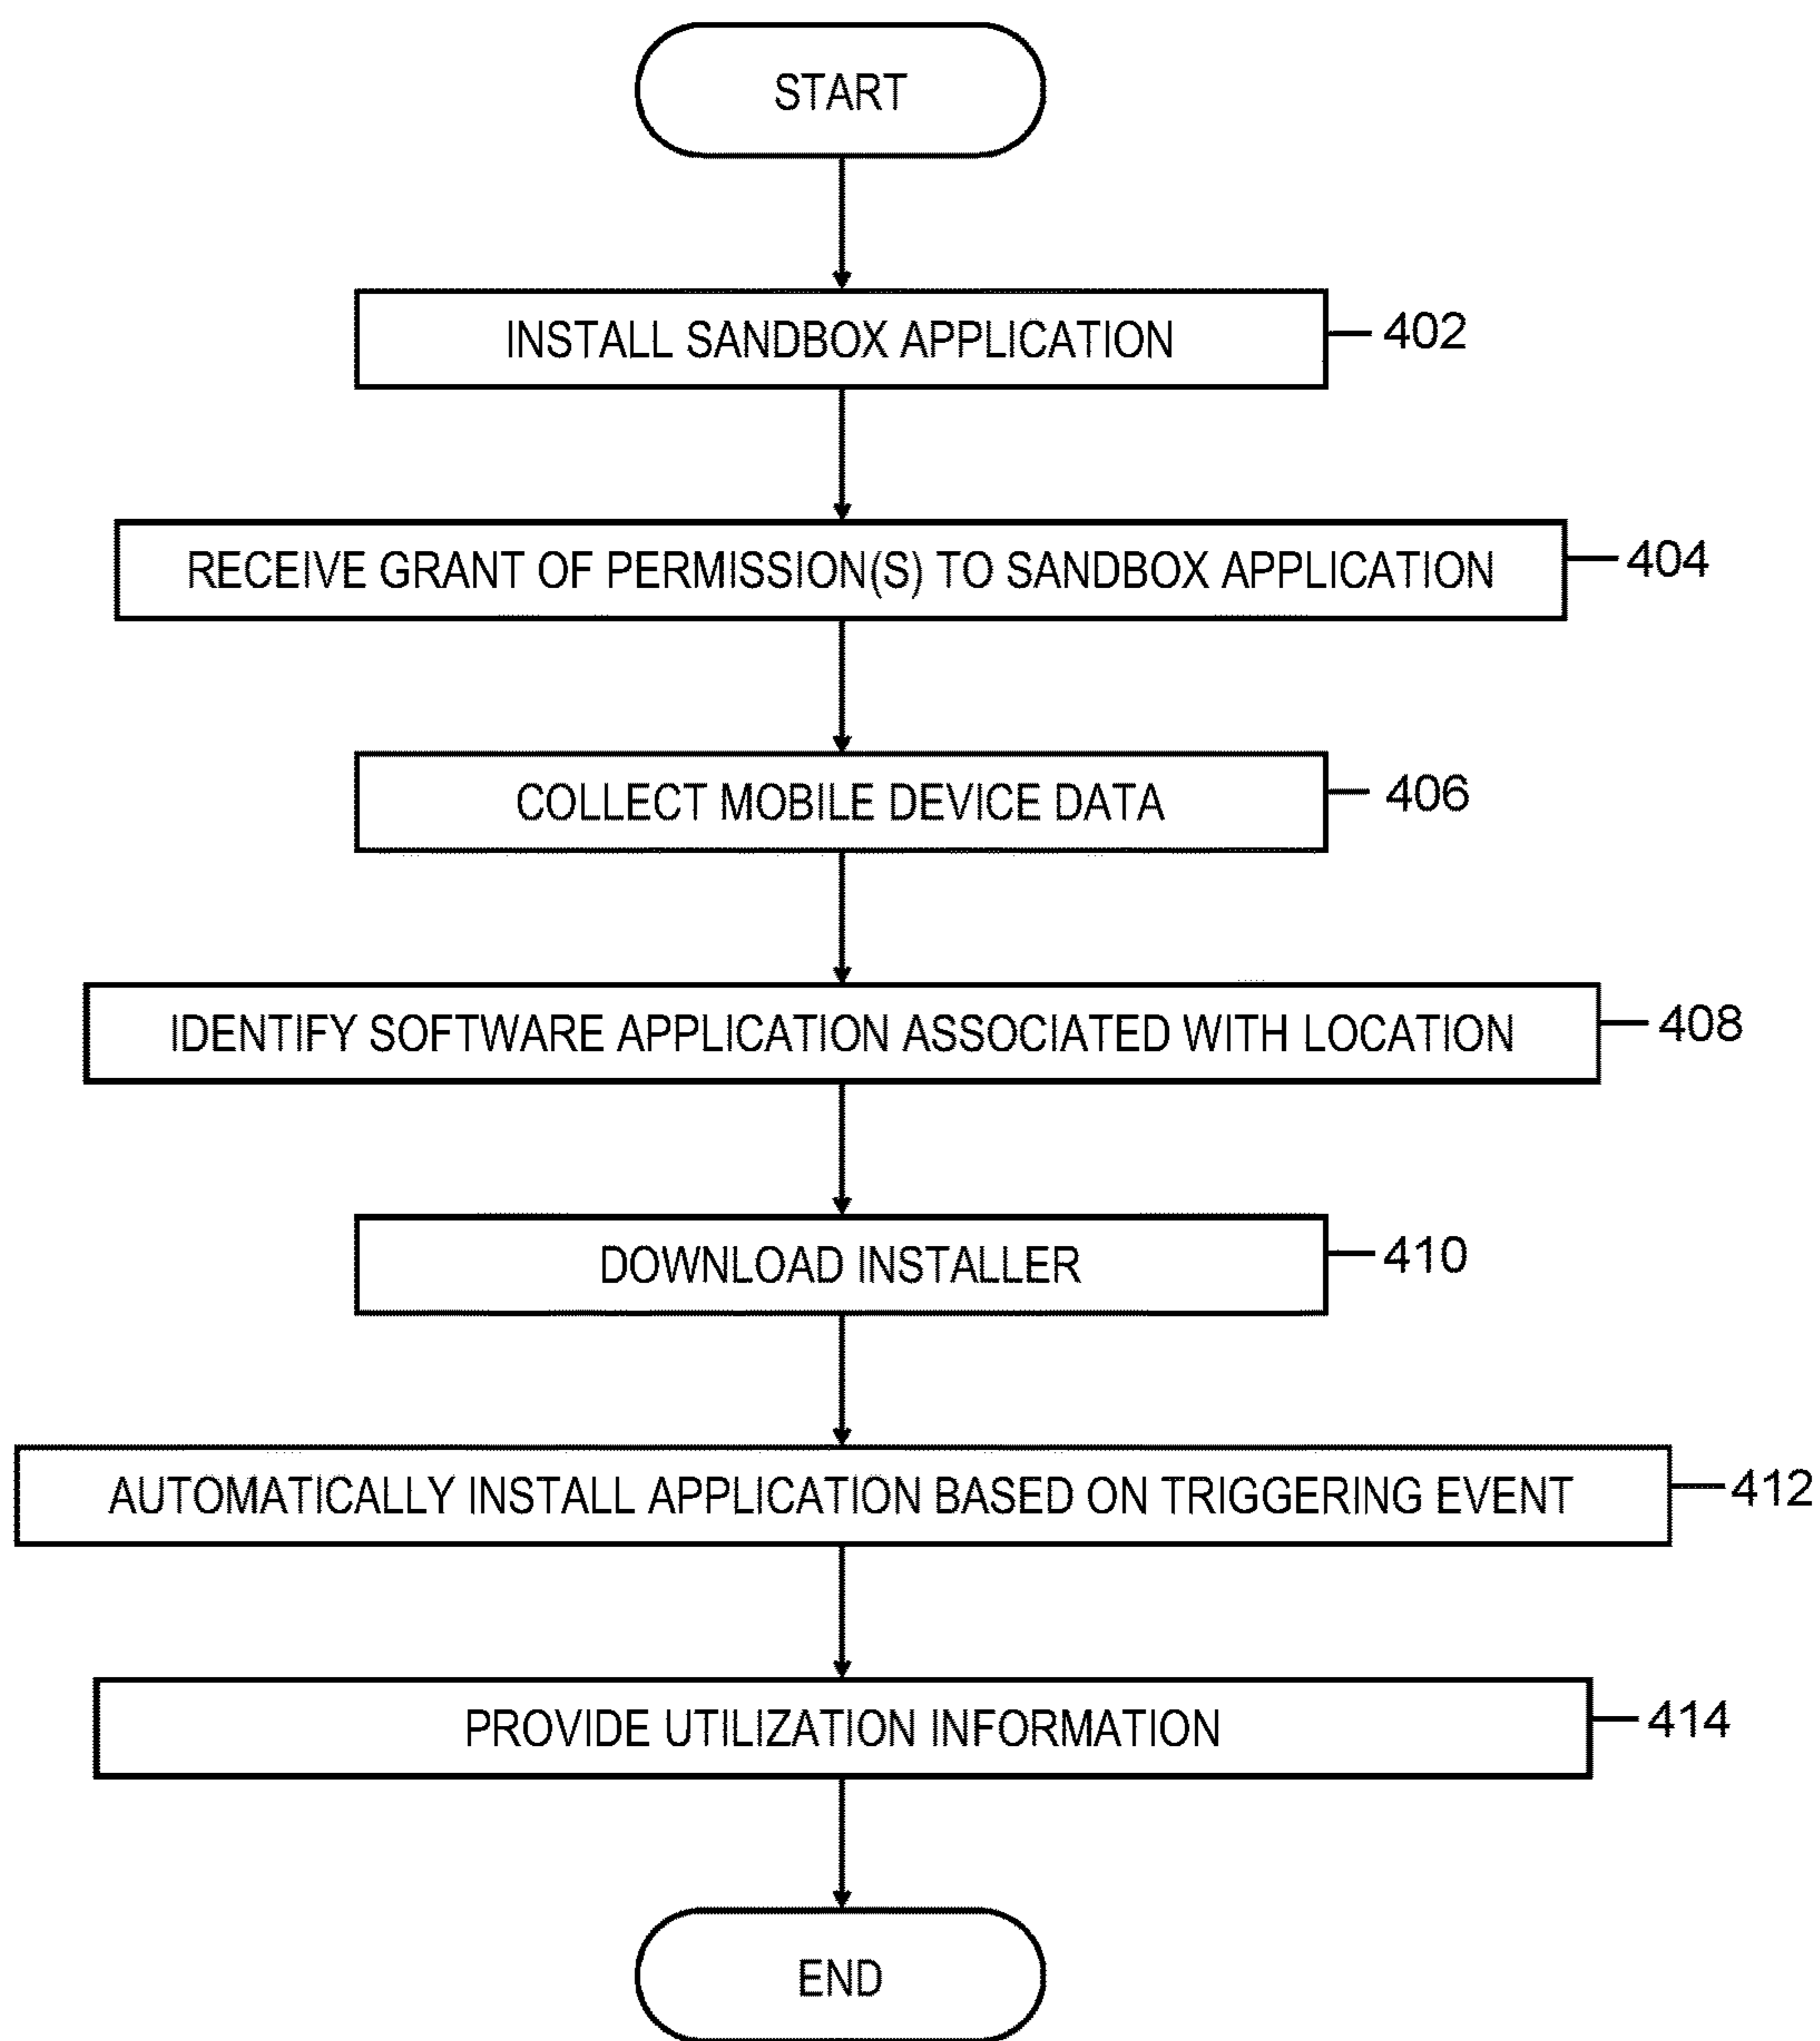 START
INSTALL SANDBOX APPLICATION
402
RECEIVE GRANT OF PERMISSION(S) TO SANDBOX APPLICATION
404
COLLECT MOBILE DEVICE DATA
406
IDENTIFY SOFTWARE APPLICATION ASSOCIATED WITH LOCATION
408
DOWNLOAD INSTALLER
410
AUTOMATICALLY INSTALL APPLICATION BASED ON TRIGGERING EVENT
412
PROVIDE UTILIZATION INFORMATION
414
END